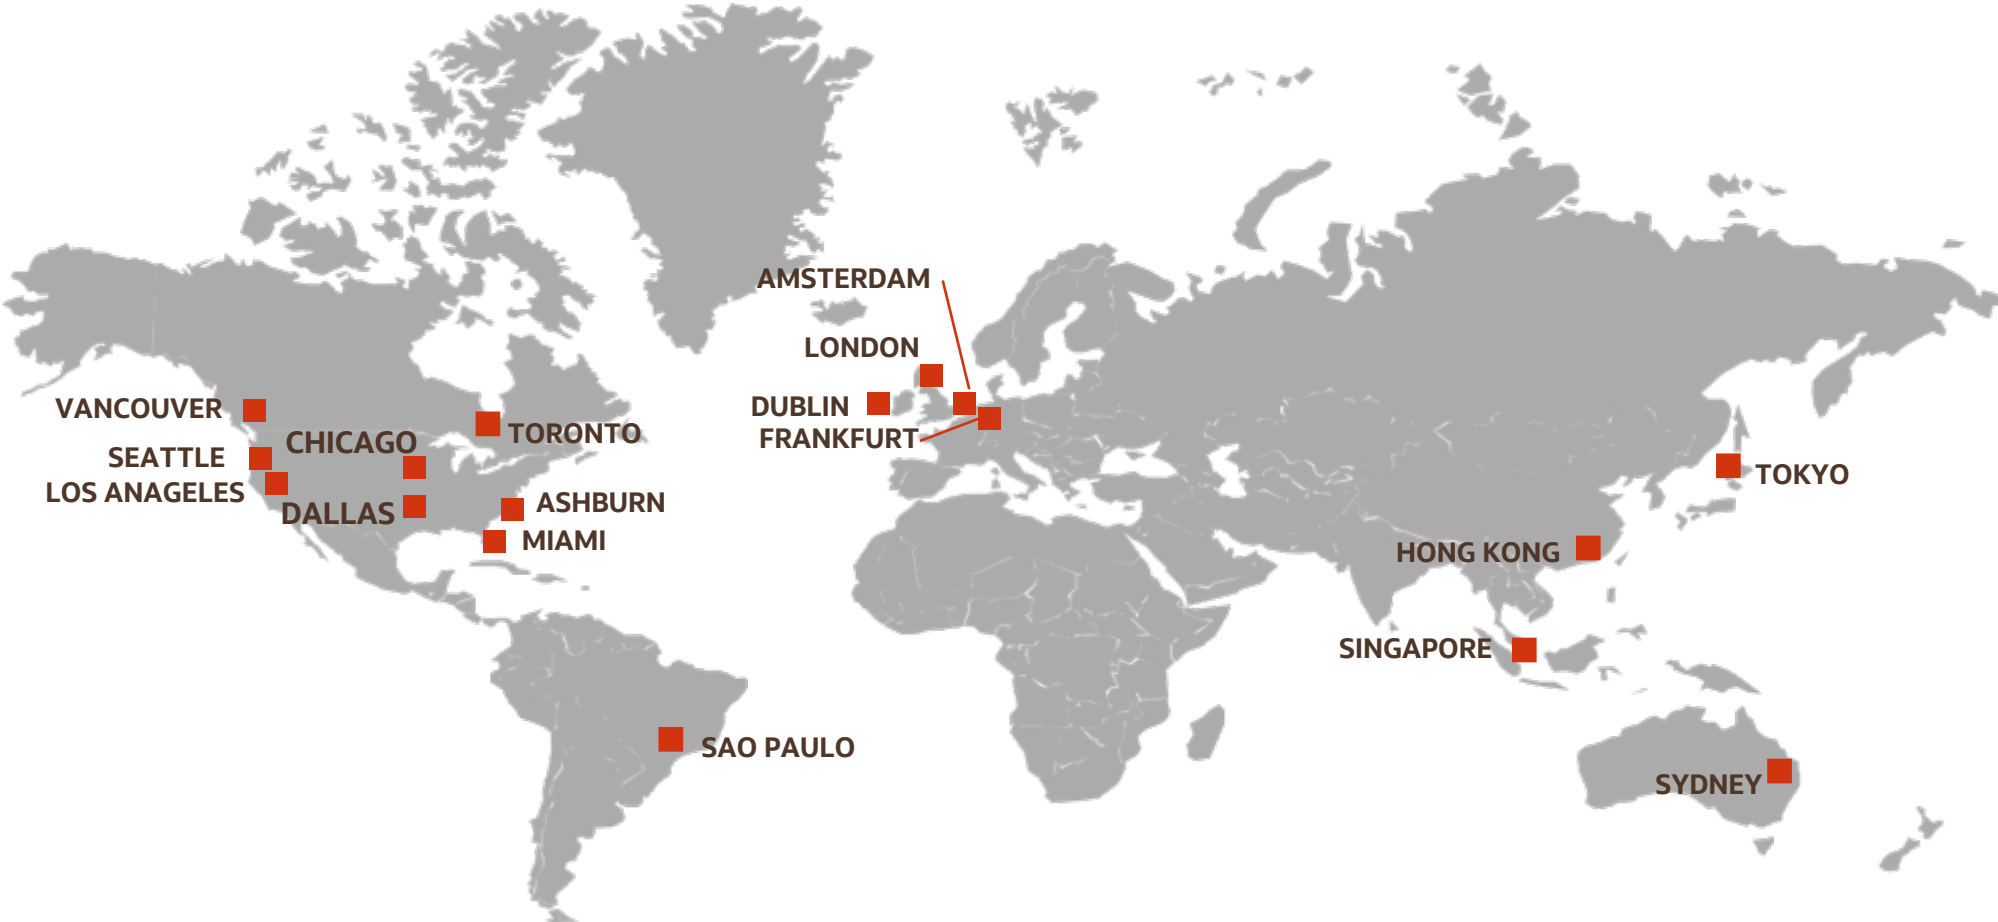 AMSTERDAM
LONDON
DUBLIN
FRANKFURT
VANCOUVER
TORONTO
CHICAGO
SEATTLE
LOS ANAGELES
DALLAS
ASHBURN
MIAMI
TOKYO
HONG KONG
SINGAPORE
SAO PAULO
SYDNEY